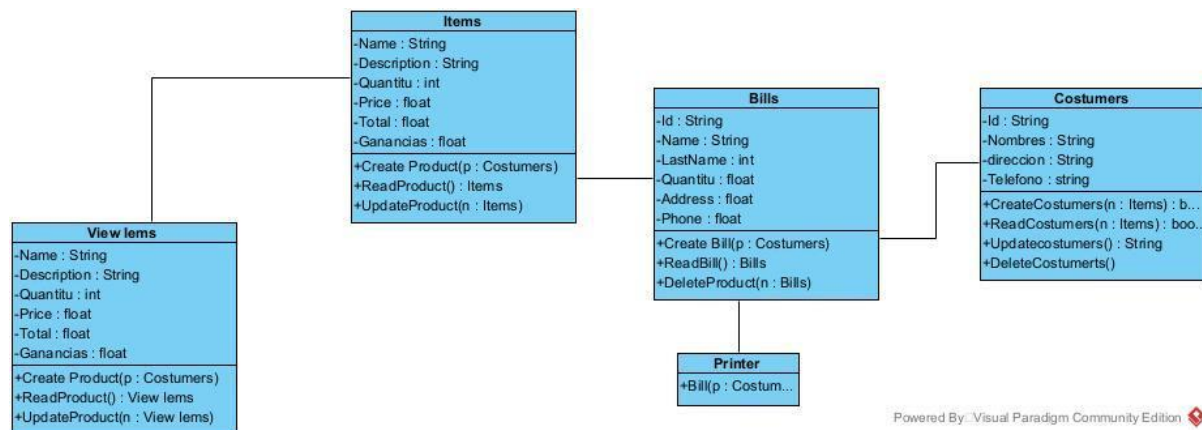 Items
-Name : String
-Description : String
-Quantitu : int
-Price : float
-Total : float
-Ganancias : float
+Create Product(p : Costumers)
+ReadProduct() : Items
+UpdateProduct(n : Items)
Bills
-Id : String
-Name : String
-LastName : int
-Quantitu : float
-Address : float
-Phone : float
+Create Bill(p : Costumers)
+ReadBill() : Bills
+DeleteProduct(n : Bills)
Costumers
-Id : String
-Nombres : String
-direccion : String
-Telefono : string
+CreateCostumers(n : Items) : b...
+ReadCostumers(n : Items) : boo...
+Updatecostumers() : String
+DeleteCostumerts()
View Iems
-Name : String
-Description : String
-Quantitu : int
-Price : float
-Total : float
-Ganancias : float
+Create Product(p : Costumers)
+ReadProduct() : View Iems
+UpdateProduct(n : View Iems)
Printer
+Bill(p : Costum...
Powered By Visual Paradigm Community Edition